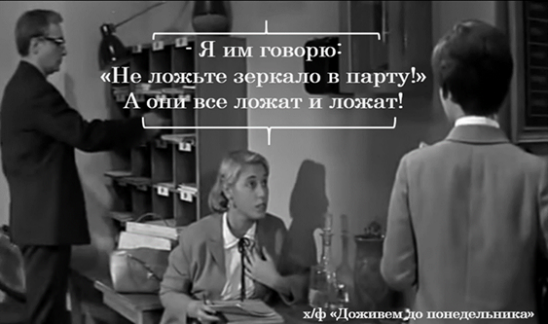 - Я им говорю:
«Не ложьте зеркало в парту!»
А они все ложат и ложат!
х/ф «Доживем до понедельника»